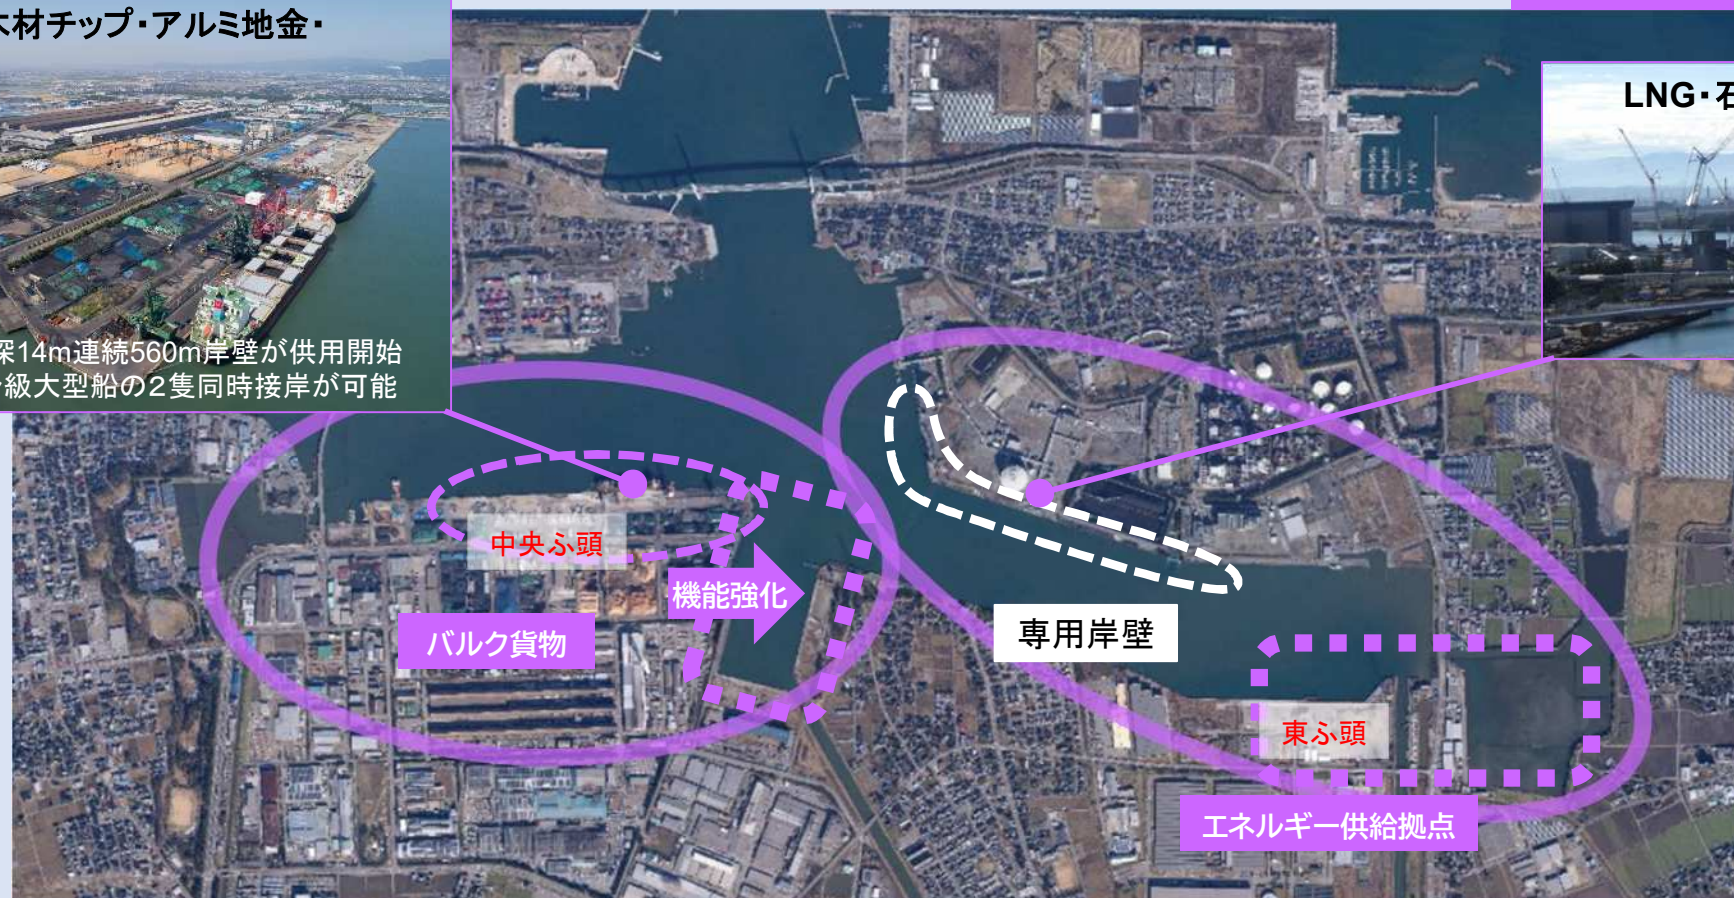 木材チップ・アルミ地金・
深14m連続560m岸壁が供用開始
級大型船の2隻同時接岸が可能
LNG・石
中央ふ頭
機能強化
バルク貨物
専用岸壁
東ふ頭
エネルギー供給拠点